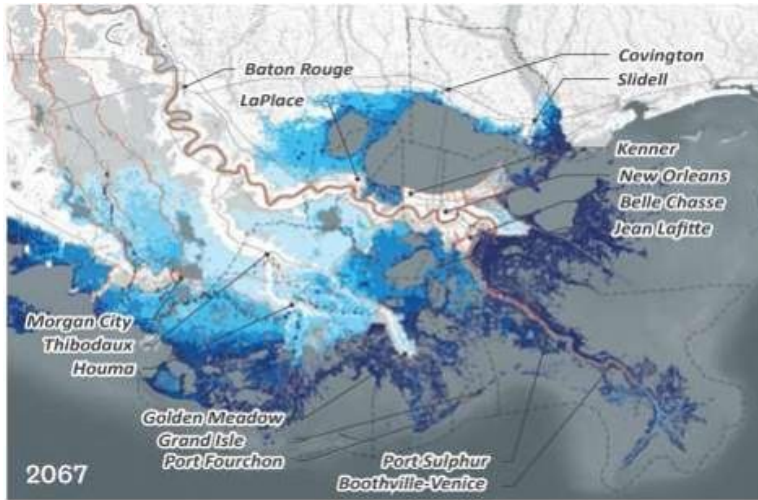 Baton Rouge
LaPlace
Covington
Slidell
Kenner
New Orleans
Belle Chasse
Jean Lafitte
Morgan City
Thibodaux
Houma
Golden Meadow
Grand Isle
Port Fourchon
Port Sulphur
Boothville-Venice
2067